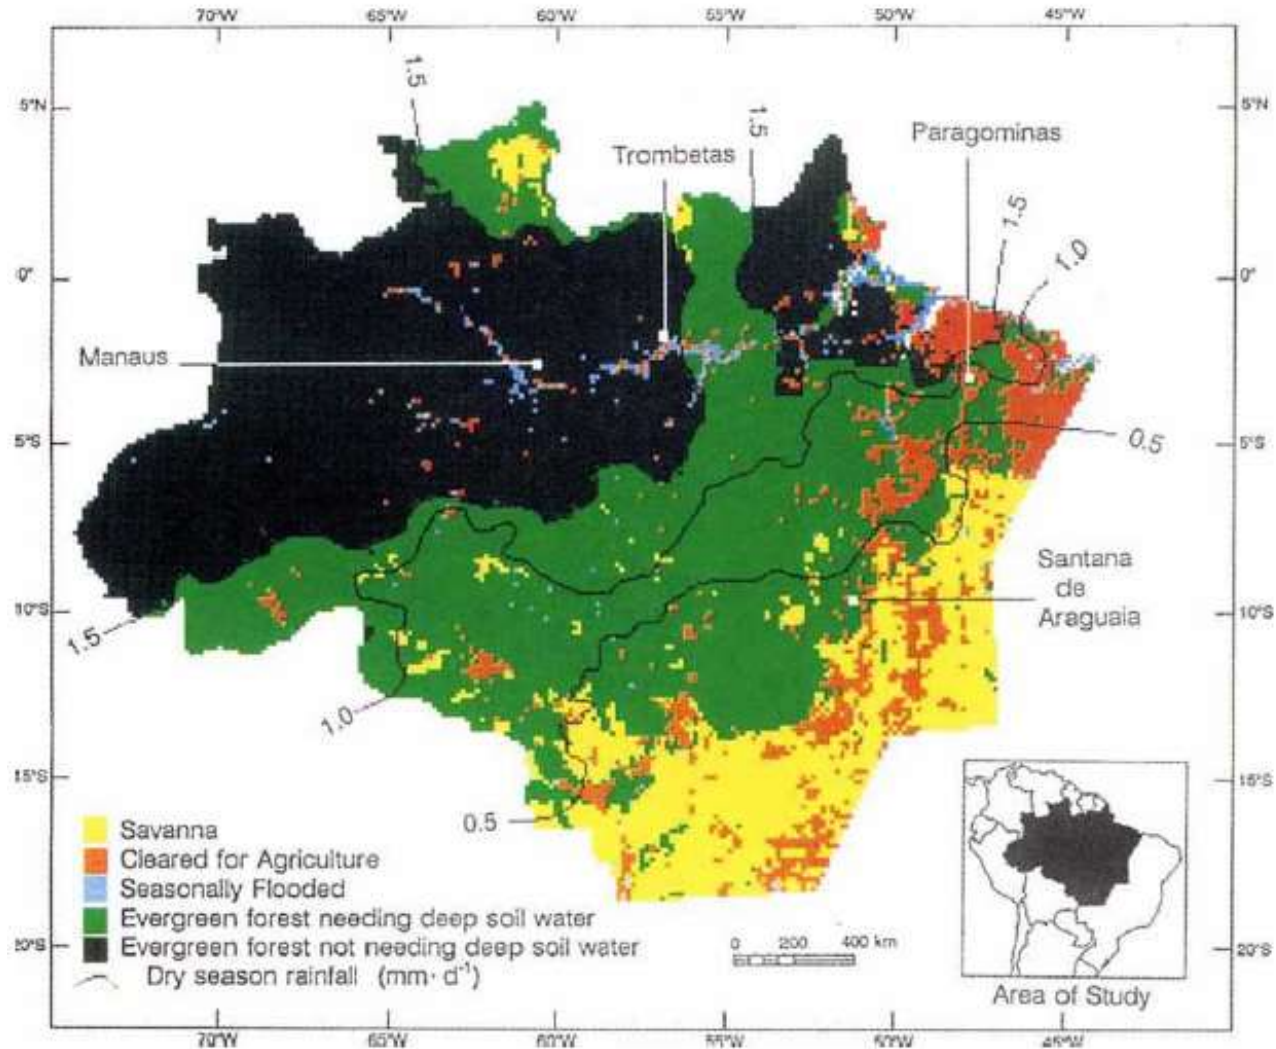 70°W 65°W 60°W 55°W 50°W 45°W
5°N 5°N
1.5
1.5
Paragominas
Trombetas
1.5
1.0
0° 0°
Manaus
5°S 5°S
0.5
Santana
de
Araguaia
10°S 10°S
1.5
1.0
15°S 15°S
0.5
Savanna
Cleared for Agriculture
Seasonally Flooded
Evergreen forest needing deep soil water
Evergreen forest not needing deep soil water
Dry season rainfall (mm· d⁻¹)
0 200 400 km
20°S 20°S
Area of Study
70°W 65°W 60°W 55°W 50°W 45°W